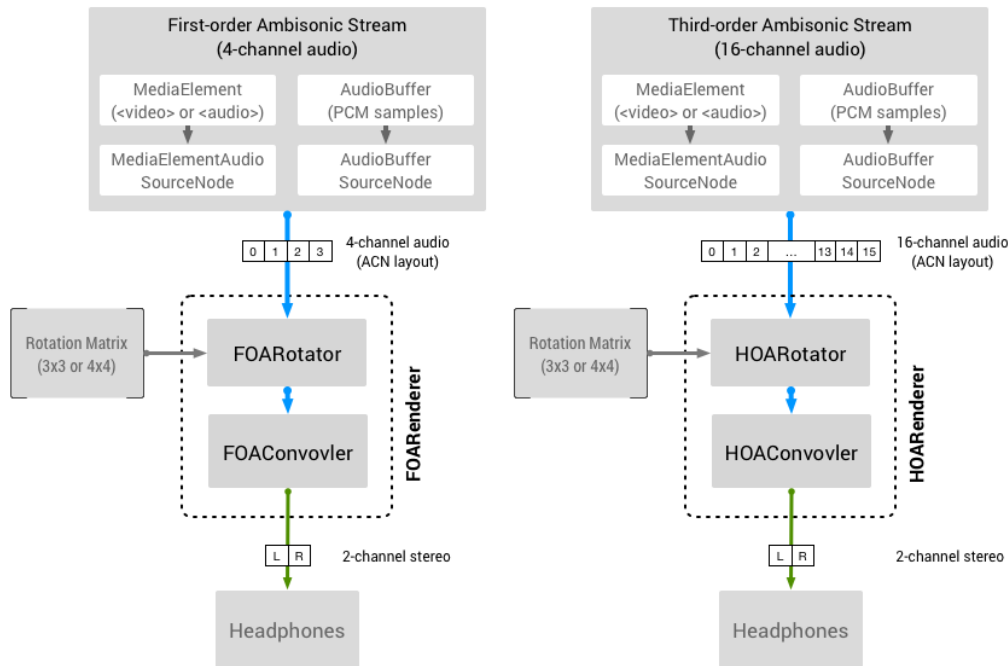 First-order Ambisonic Stream
(4-channel audio)
MediaElement
(<video> or <audio>)
AudioBuffer
(PCM samples)
MediaElementAudio
SourceNode
AudioBuffer
SourceNode
0 1 2 3
4-channel audio
(ACN layout)
Rotation Matrix
(3x3 or 4x4)
FOARotator
FOAConvovler
FOARenderer
L R
2-channel stereo
Headphones
Third-order Ambisonic Stream
(16-channel audio)
MediaElement
(<video> or <audio>)
AudioBuffer
(PCM samples)
MediaElementAudio
SourceNode
AudioBuffer
SourceNode
0 1 2 ... 13 14 15
16-channel audio
(ACN layout)
Rotation Matrix
(3x3 or 4x4)
HOARotator
HOAConvovler
HOARenderer
L R
2-channel stereo
Headphones